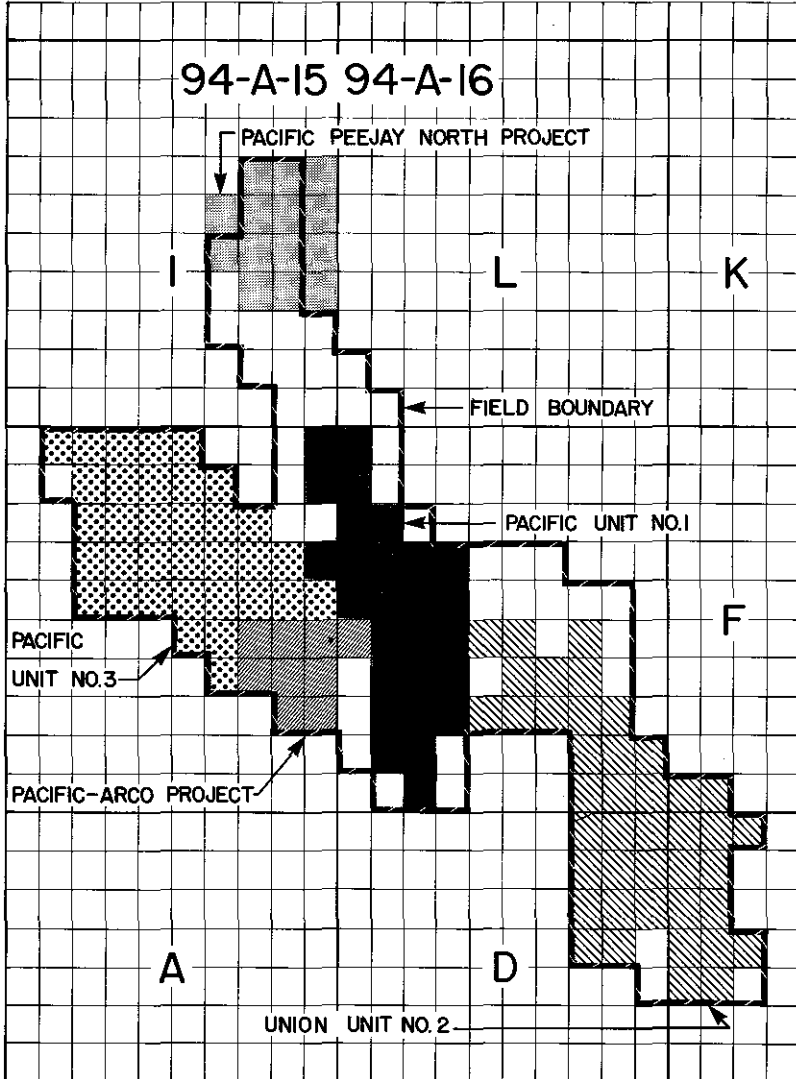 94-A-15 94-A-16
PACIFIC PEEJAY NORTH PROJECT
I
L
K
FIELD BOUNDARY
PACIFIC UNIT NO.1
F
PACIFIC
UNIT NO.3
PACIFIC-ARCO PROJECT
A
D
UNION UNIT NO.2